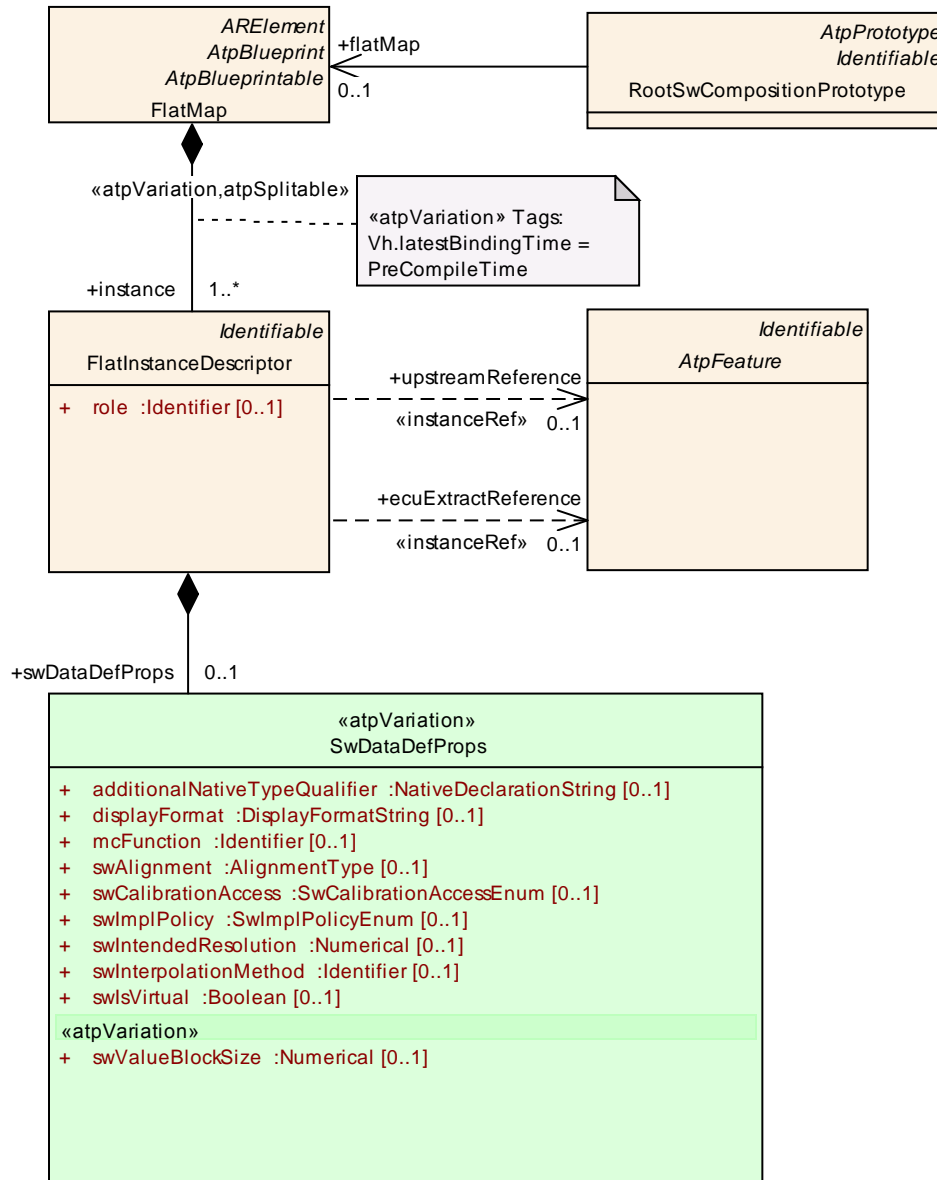 ARElement
AtpBlueprint
AtpBlueprintable
FlatMap
+flatMap
0..1
AtpPrototype
Identifiable
RootSwCompositionPrototype
«atpVariation,atpSplitable»
«atpVariation» Tags:
Vh.latestBindingTime =
PreCompileTime
+instance 1..*
Identifiable
FlatInstanceDescriptor
+ role :Identifier [0..1]
+upstreamReference
«instanceRef» 0..1
+ecuExtractReference
«instanceRef» 0..1
Identifiable
AtpFeature
+swDataDefProps 0..1
«atpVariation»
SwDataDefProps
+ additionalNativeTypeQualifier :NativeDeclarationString [0..1]
+ displayFormat :DisplayFormatString [0..1]
+ mcFunction :Identifier [0..1]
+ swAlignment :AlignmentType [0..1]
+ swCalibrationAccess :SwCalibrationAccessEnum [0..1]
+ swImplPolicy :SwImplPolicyEnum [0..1]
+ swIntendedResolution :Numerical [0..1]
+ swInterpolationMethod :Identifier [0..1]
+ swIsVirtual :Boolean [0..1]
«atpVariation»
+ swValueBlockSize :Numerical [0..1]